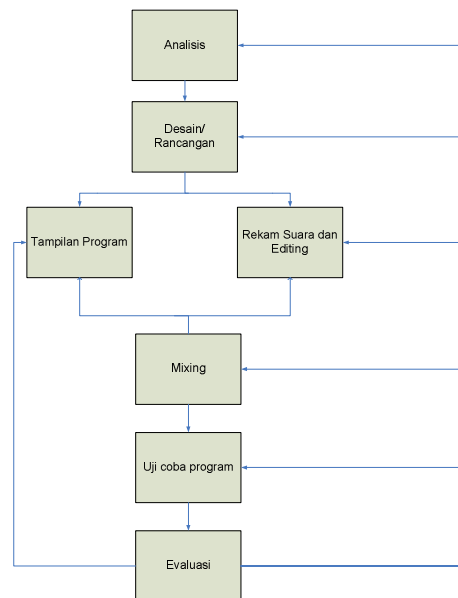 Analisis
Desain/
Rancangan
Tampilan Program
Rekam Suara dan
Editing
Mixing
Uji coba program
Evaluasi